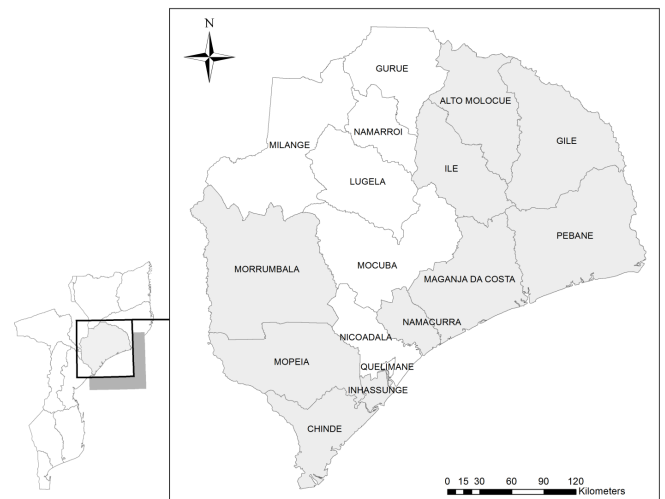 N
GURUE
ALTO MOLOCUE
NAMARROI
GILE
MILANGE
ILE
LUGELA
PEBANE
MORRUMBALA
MOCUBA
MAGANJA DA COSTA
NAMACURRA
NICOADALA
MOPEIA
QUELIMANE
INHASSUNGE
CHINDE
0 15 30 60 90 120
Kilometers